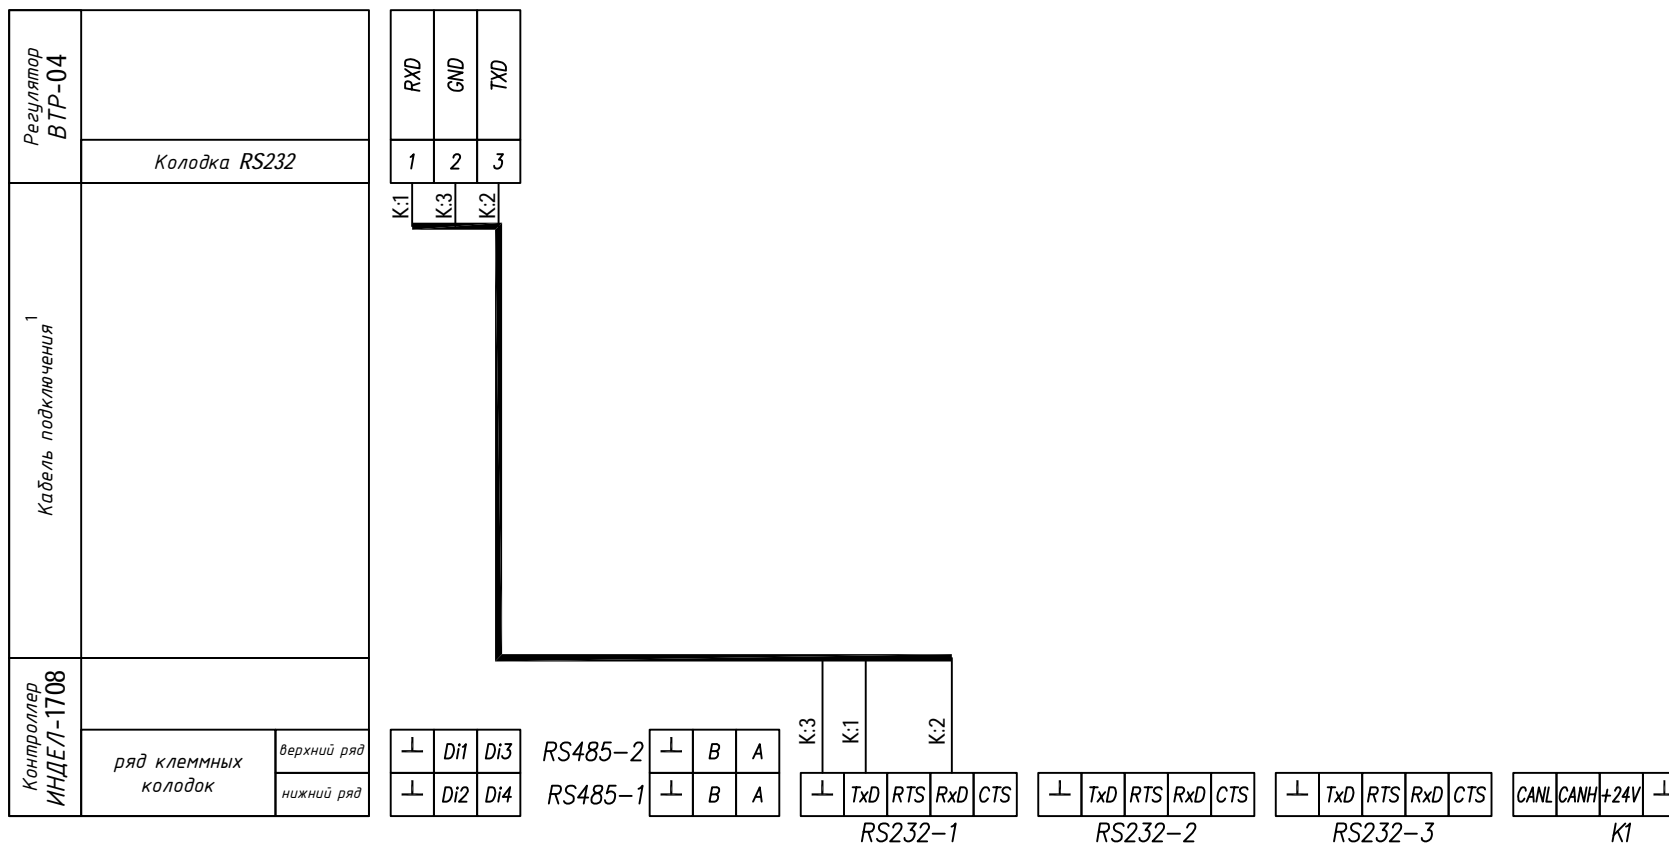 Регулятор
ВТР-04
Колодка RS232
RXD
GND
TXD
1
2
3
К:1
К:3
К:2
Кабель подключения 1
Контроллер
ИНДЕЛ-1708
ряд клеммных
колодок
верхний ряд
нижний ряд
⊥ Di1 Di3
⊥ Di2 Di4
RS485-2 ⊥ B A
RS485-1 ⊥ B A
К:3
К:1
К:2
⊥ TxD RTS RxD CTS
RS232-1
⊥ TxD RTS RxD CTS
RS232-2
⊥ TxD RTS RxD CTS
RS232-3
CANL CANH +24V ⊥
K1